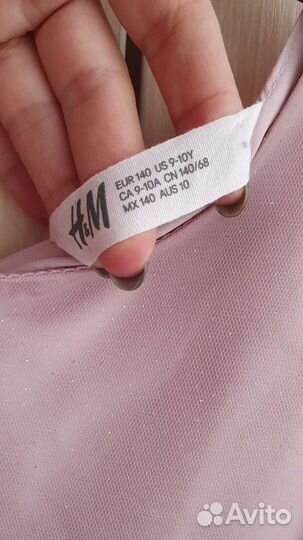 H&M
EUR 140 US 9-10Y
CA 9-10A CN 140/68
MX 140 AUS 10
Avito